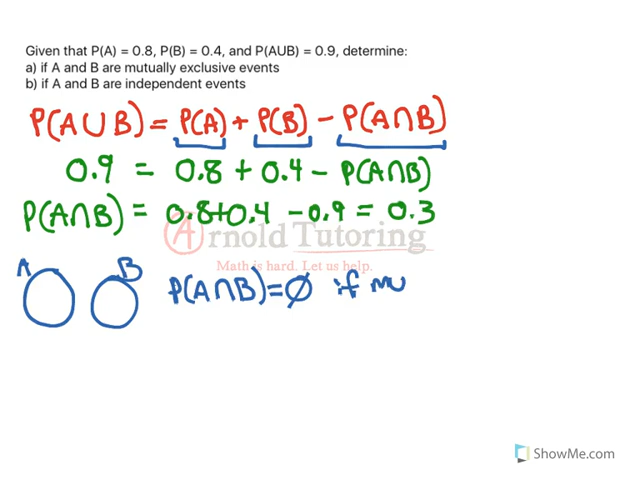 Given that P(A) = 0.8, P(B) = 0.4, and P(AUB) = 0.9, determine:
a) if A and B are mutually exclusive events
b) if A and B are independent events
P(A∪B) = P(A) + P(B) - P(A∩B)
0.9 = 0.8 + 0.4 - P(A∩B)
P(A∩B) = 0.8+0.4 - 0.9 = 0.3
Arnold Tutoring
Math is hard. Let us help.
A B
P(A∩B)=∅ if mu
ShowMe.com